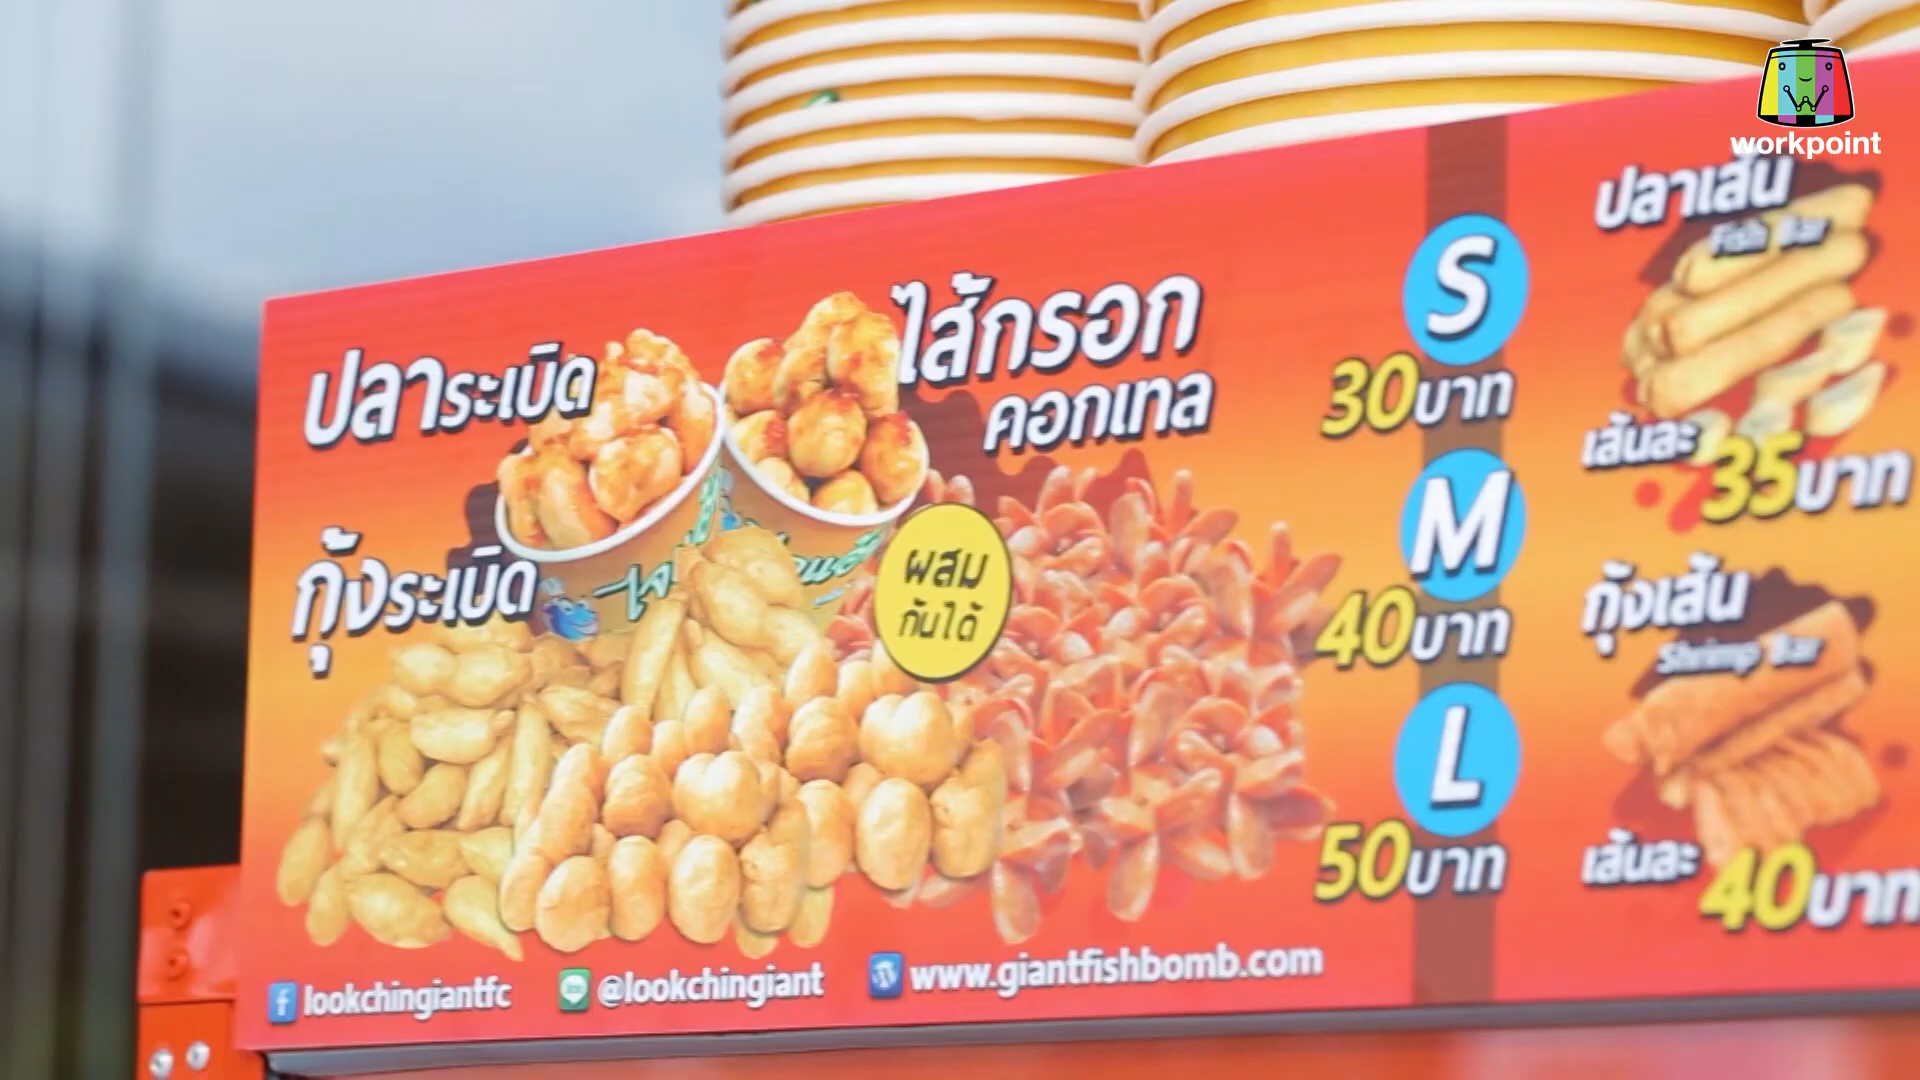 workpoint
ปลาระเบิด
กุ้งระเบิด
ไส้กรอก
คอกเทล
ผสม
กันได้
S
30บาท
M
40บาท
L
50บาท
ปลาเส้น
Fish Bar
เส้นละ 35บาท
กุ้งเส้น
Shrimp Bar
เส้นละ 40บาท
lookchingiantfc
@lookchingiant
www.giantfishbomb.com